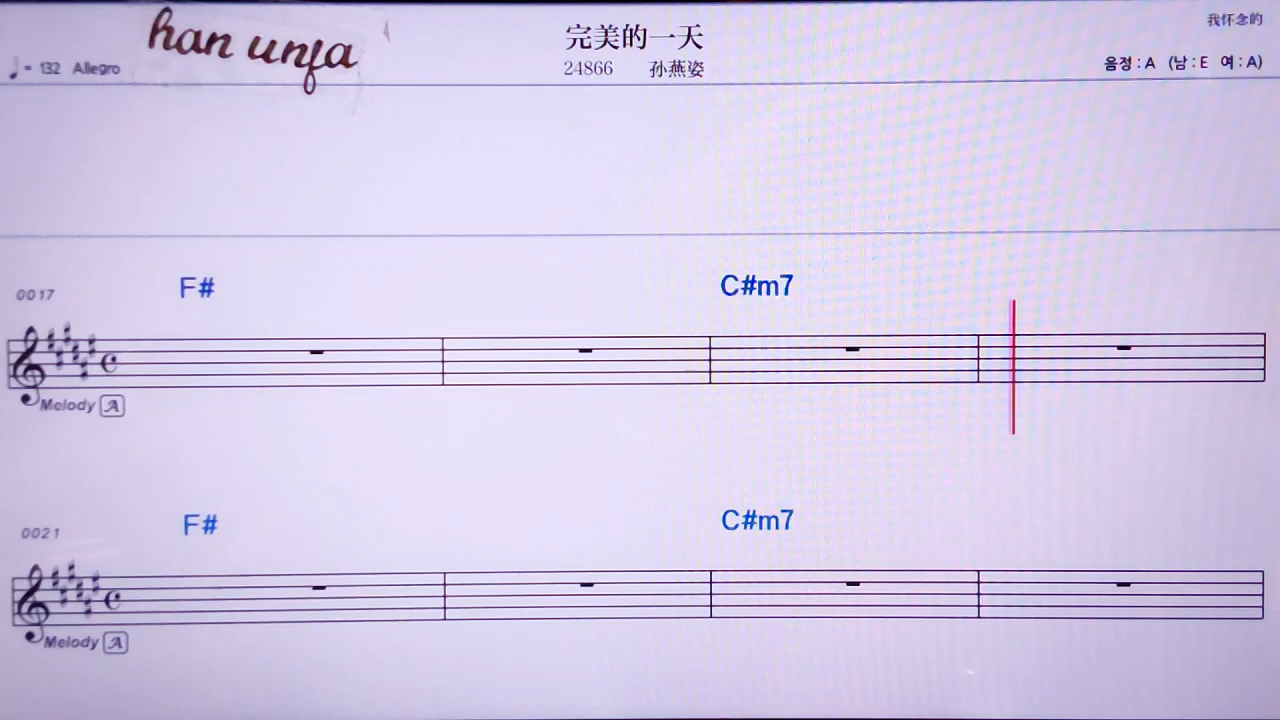 han unfa
完美的一天
我怀念的
♩= 132 Allegro
24866 孙燕姿
음정 : A (남 : E 여 : A)
0017 F# C#m7
Melody A
0021 F# C#m7
Melody A